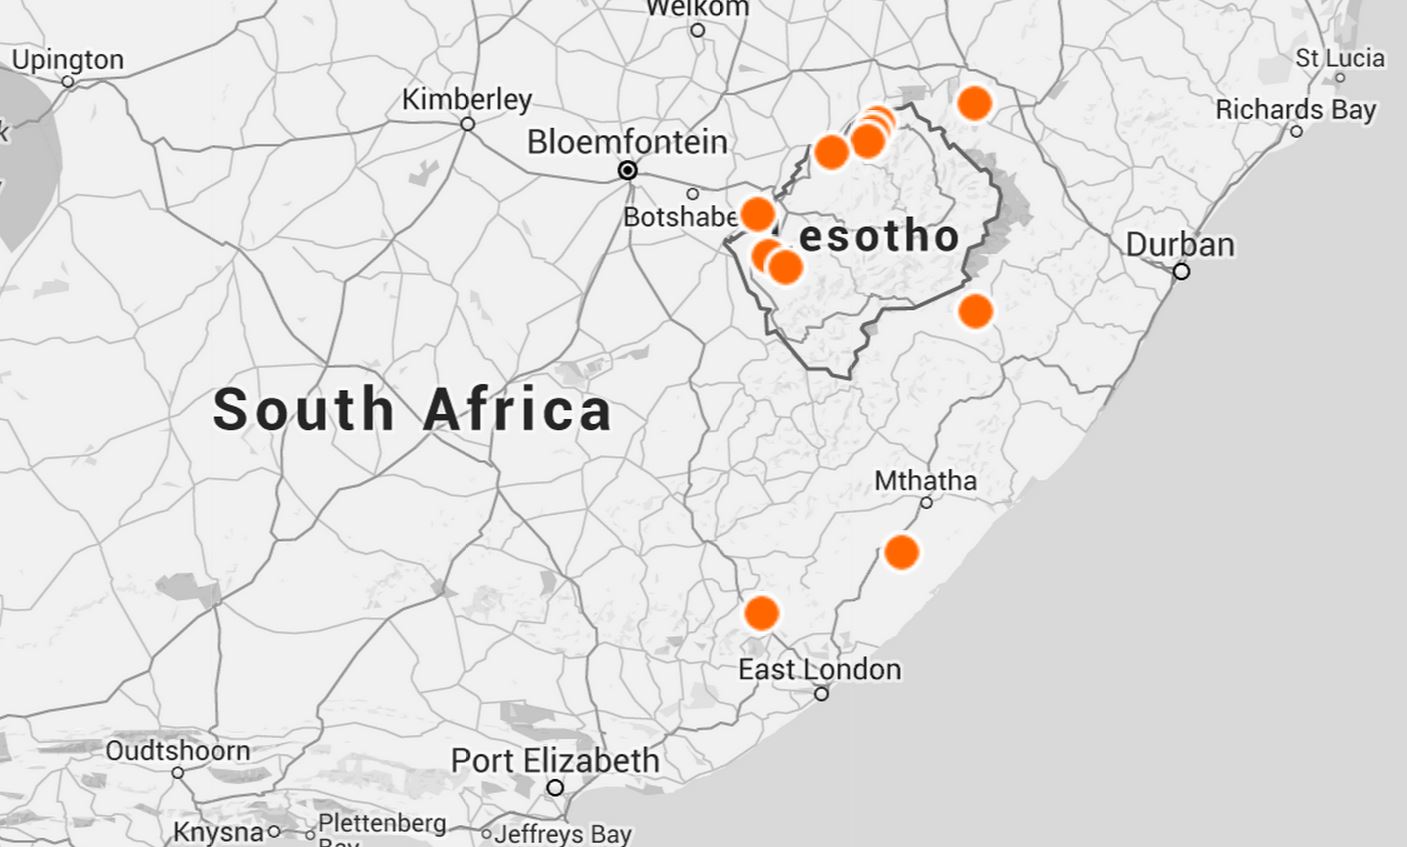 Welkom
Upington
St Lucia
Kimberley
Richards Bay
Bloemfontein
k
Botshabe
esotho
Durban
South Africa
Mthatha
East London
Oudtshoorn
Port Elizabeth
Knysna
Plettenberg
Bay
Jeffreys Bay